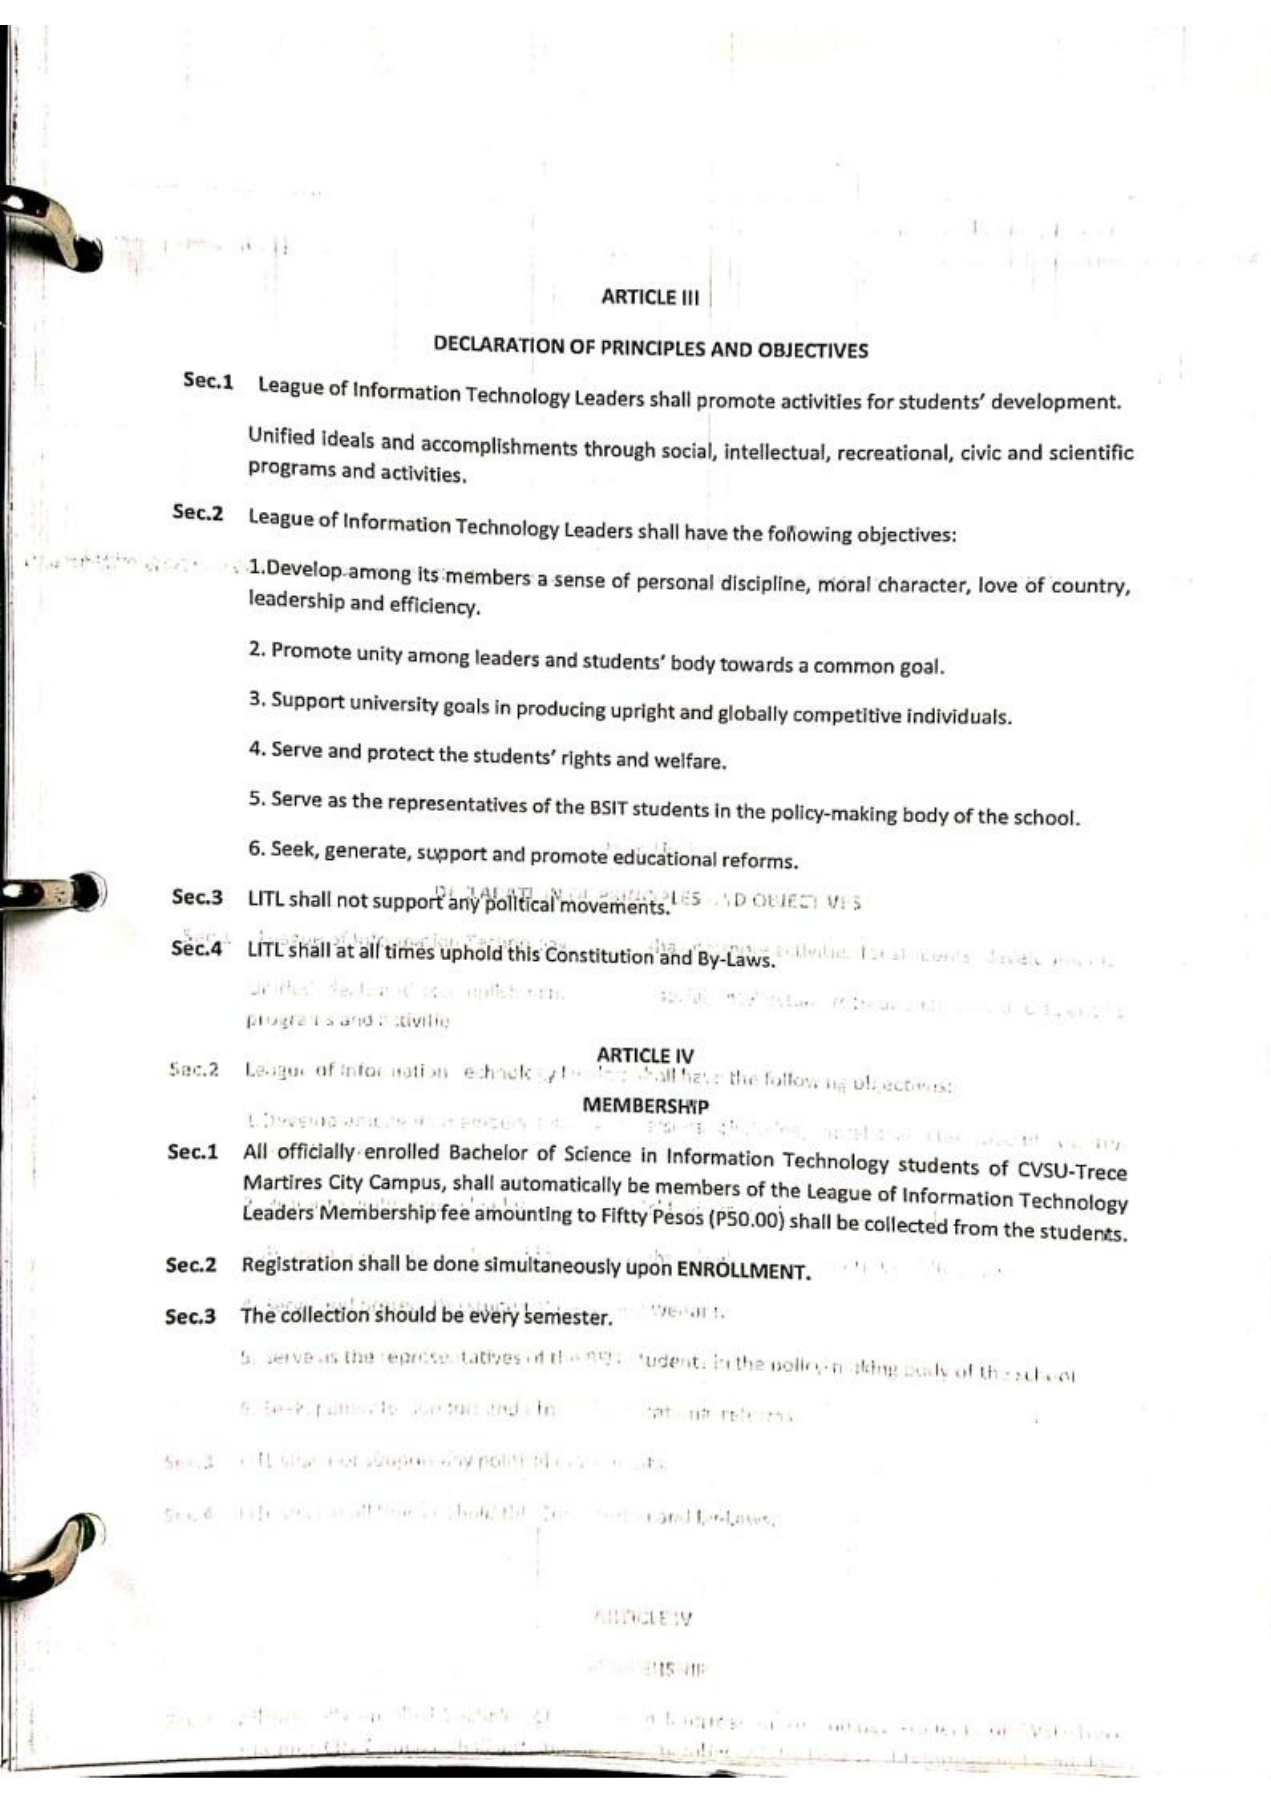 ARTICLE III
DECLARATION OF PRINCIPLES AND OBJECTIVES
Sec.1 League of Information Technology Leaders shall promote activities for students' development.
Unified ideals and accomplishments through social, intellectual, recreational, civic and scientific
programs and activities.
Sec.2 League of Information Technology Leaders shall have the following objectives:
1.Develop among its members a sense of personal discipline, moral character, love of country,
leadership and efficiency.
2. Promote unity among leaders and students' body towards a common goal.
3. Support university goals in producing upright and globally competitive individuals.
4. Serve and protect the students' rights and welfare.
5. Serve as the representatives of the BSIT students in the policy-making body of the school.
6. Seek, generate, support and promote educational reforms.
Sec.3 LITL shall not support any political movements.
Sec.4 LITL shall at all times uphold this Constitution and By-Laws.
ARTICLE IV
MEMBERSHIP
Sec.1 All officially enrolled Bachelor of Science in Information Technology students of CVSU-Trece
Martires City Campus, shall automatically be members of the League of Information Technology
Leaders Membership fee amounting to Fiftty Pesos (P50.00) shall be collected from the students.
Sec.2 Registration shall be done simultaneously upon ENROLLMENT.
Sec.3 The collection should be every semester.